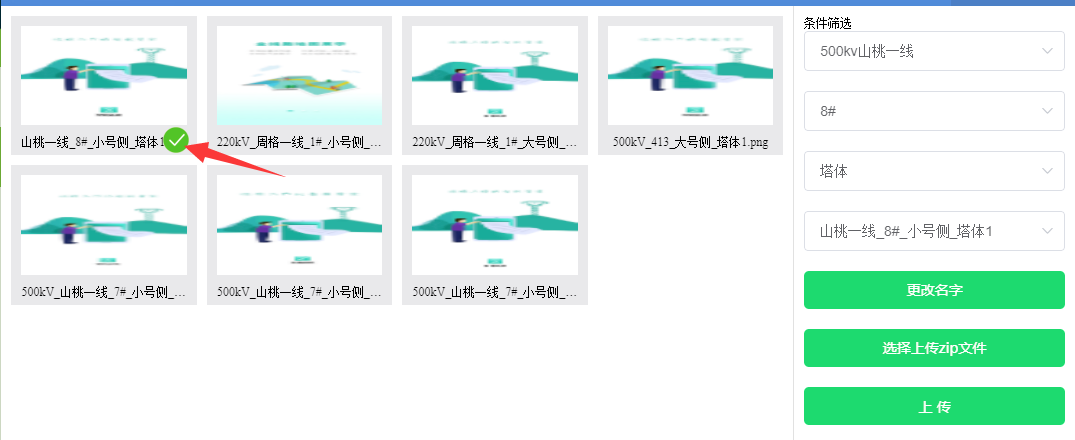 山桃一线_8#_小号侧_塔体1
220kV_周格一线_1#_小号侧_...
220kV_周格一线_1#_大号侧_...
500kV_413_大号侧_塔体1.png
500kV_山桃一线_7#_小号侧_...
500kV_山桃一线_7#_小号侧_...
500kV_山桃一线_7#_小号侧_...
条件筛选
500kv山桃一线
8#
塔体
山桃一线_8#_小号侧_塔体1
更改名字
选择上传zip文件
上 传